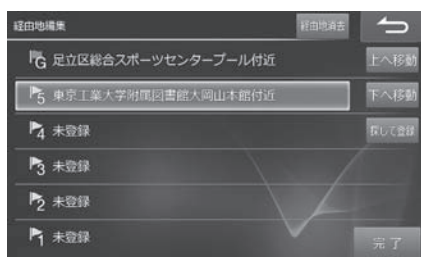 経由地編集
経由地消去
G 足立区総合スポーツセンタープール付近
上へ移動
5 東京工業大学附属図書館大岡山本館付近
下へ移動
4 未登録
探して登録
3 未登録
2 未登録
1 未登録
完了